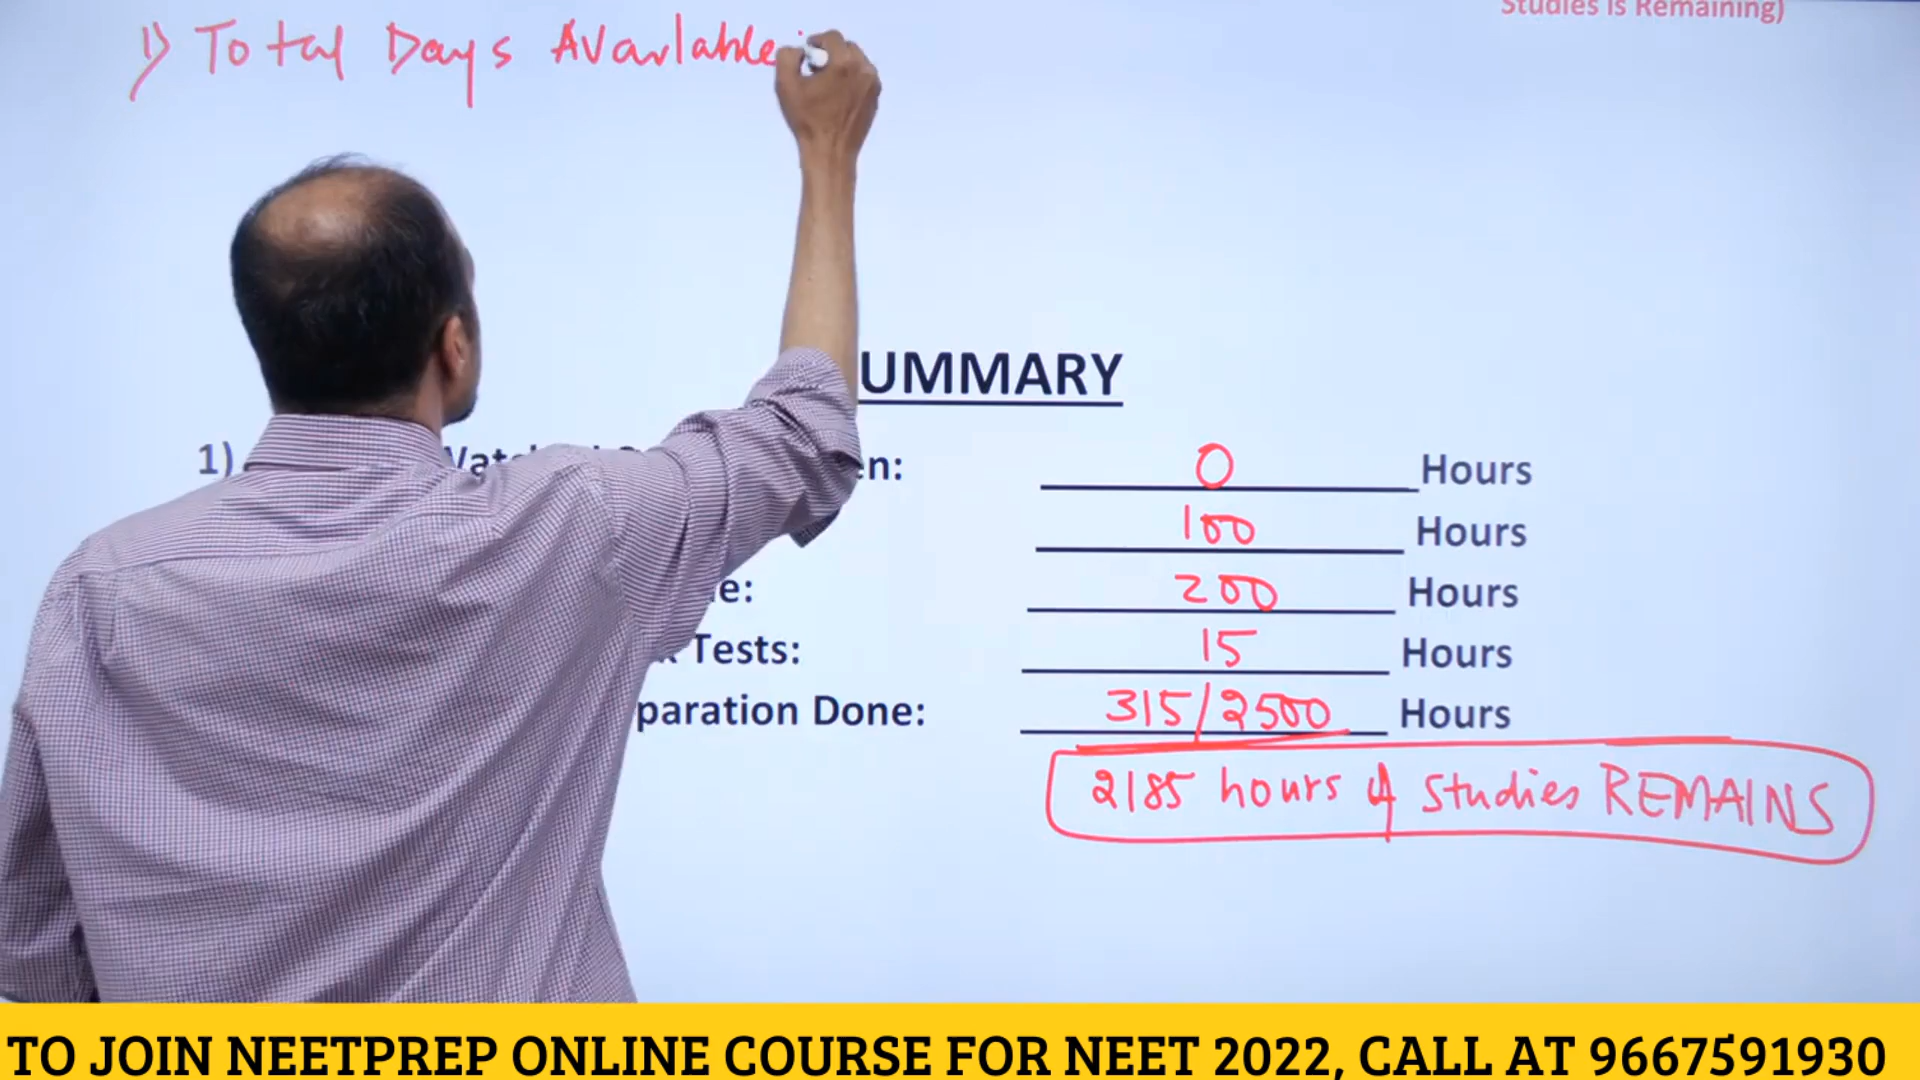 Studies is Remaining)
1) Total Days Available
UMMARY
1) en: 0 Hours
100 Hours
e: 200 Hours
Tests: 15 Hours
paration Done: 315/2500 Hours
2185 hours of studies REMAINS
TO JOIN NEETPREP ONLINE COURSE FOR NEET 2022, CALL AT 9667591930